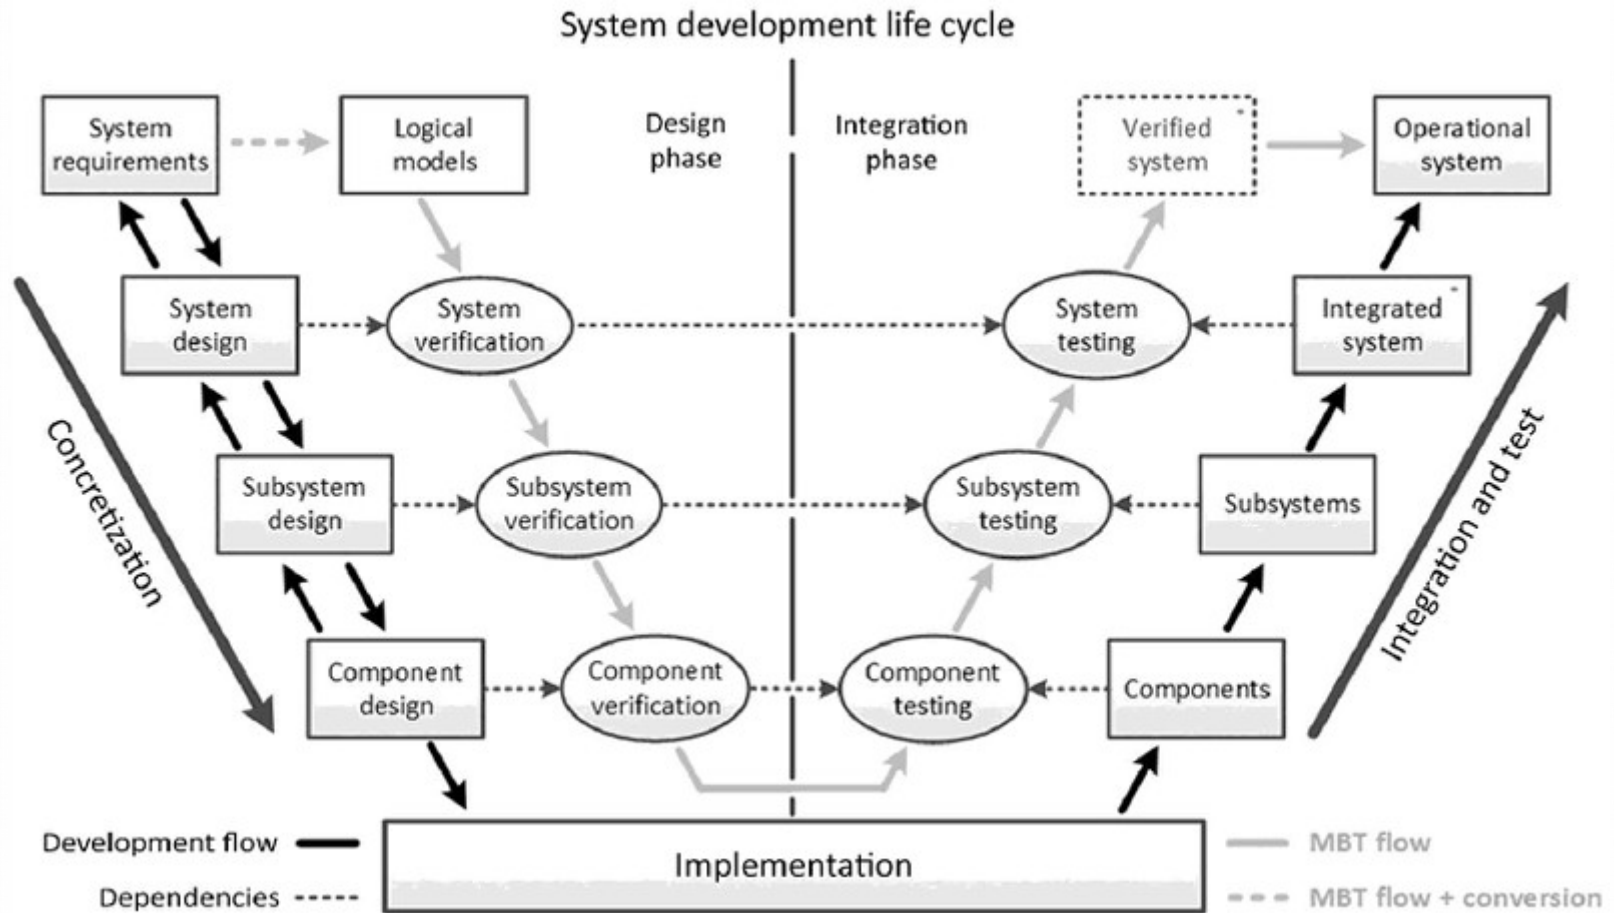 System development life cycle
System
requirements
Logical
models
Design
phase
Integration
phase
Verified
system
Operational
system
System
design
System
verification
System
testing
Integrated
system
Concretization
Subsystem
design
Subsystem
verification
Subsystem
testing
Subsystems
Integration and test
Component
design
Component
verification
Component
testing
Components
Development flow
Dependencies
Implementation
MBT flow
MBT flow + conversion